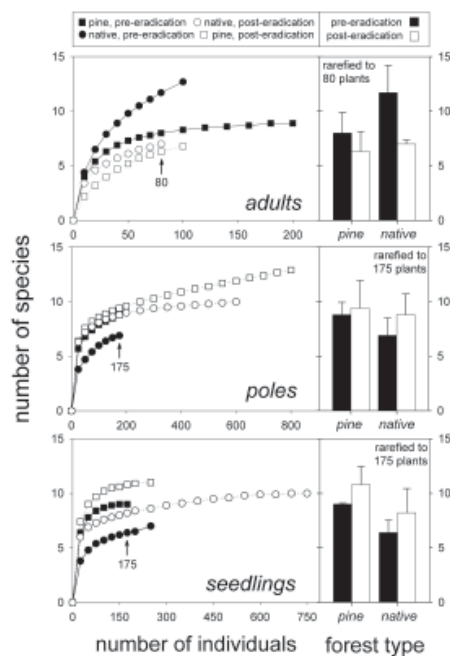 pine, pre-eradication native, post-eradication pre-eradication
native, pre-eradication pine, post-eradication post-eradication
number of species
15
10
5
0
80
adults
0 50 100 150 200
rarefied to
80 plants
pine native
15
10
5
0
15
10
5
0
175
poles
0 200 400 600 800
rarefied to
175 plants
pine native
15
10
5
0
15
10
5
0
175
seedlings
0 150 300 450 600 750
rarefied to
175 plants
pine native
15
10
5
0
number of individuals forest type